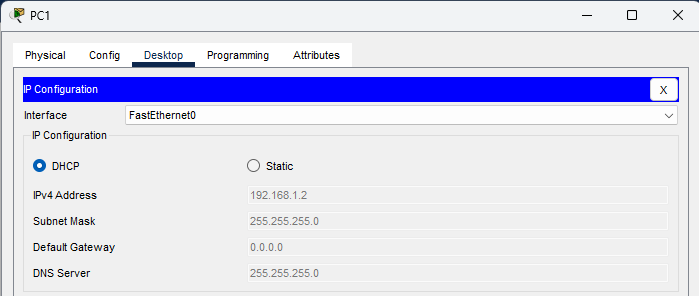 PC1
Physical Config Desktop Programming Attributes
IP Configuration X
Interface FastEthernet0
IP Configuration
DHCP Static
IPv4 Address 192.168.1.2
Subnet Mask 255.255.255.0
Default Gateway 0.0.0.0
DNS Server 255.255.255.0